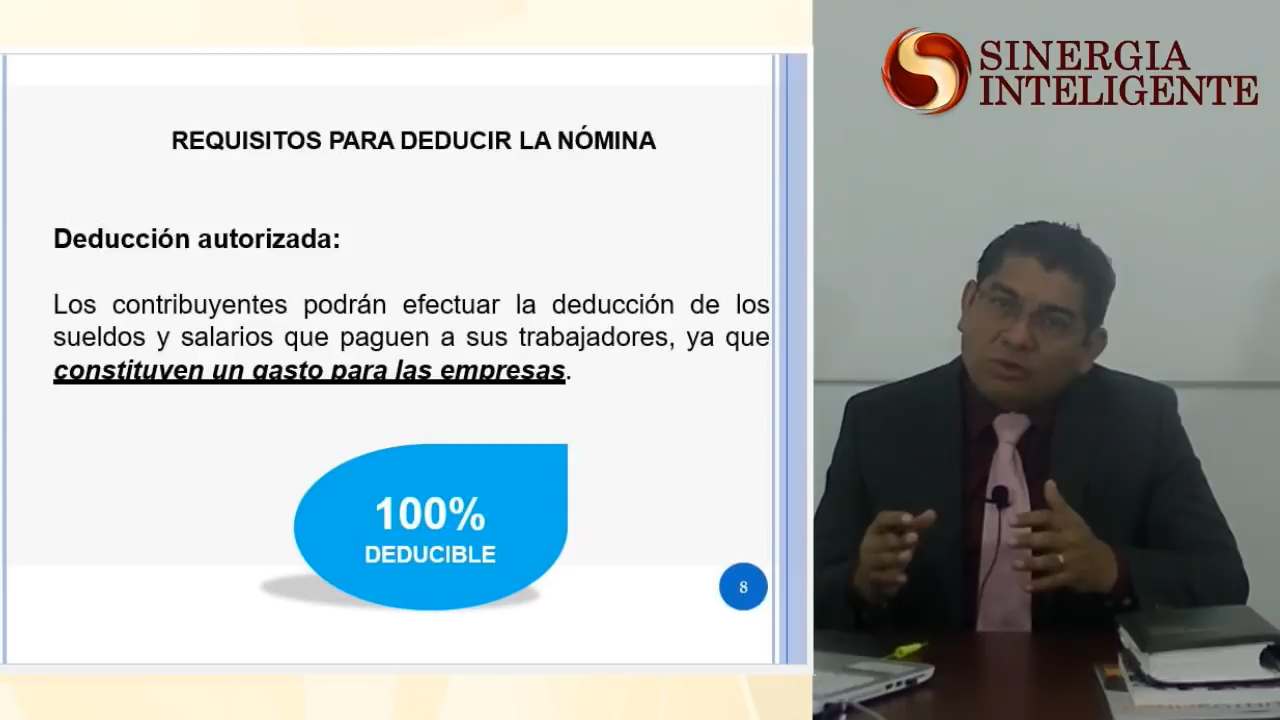 SINERGIA
INTELIGENTE
REQUISITOS PARA DEDUCIR LA NÓMINA
Deducción autorizada:
Los contribuyentes podrán efectuar la deducción de los
sueldos y salarios que paguen a sus trabajadores, ya que
constituyen un gasto para las empresas.
100%
DEDUCIBLE
8